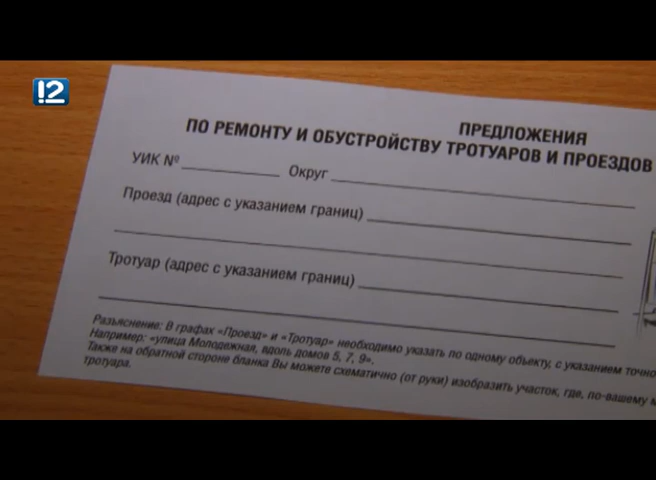 12
ПРЕДЛОЖЕНИЯ
ПО РЕМОНТУ И ОБУСТРОЙСТВУ ТРОТУАРОВ И ПРОЕЗДОВ
УИК № Округ
Проезд (адрес с указанием границ)
Тротуар (адрес с указанием границ)
Разъяснение: В графах «Проезд» и «Тротуар» необходимо указать по одному объекту, с указанием точно
Например: «улица Молодежная, вдоль домов 5, 7, 9».
Также на обратной стороне бланка Вы можете схематично (от руки) изобразить участок, где, по-вашему м
тротуара.